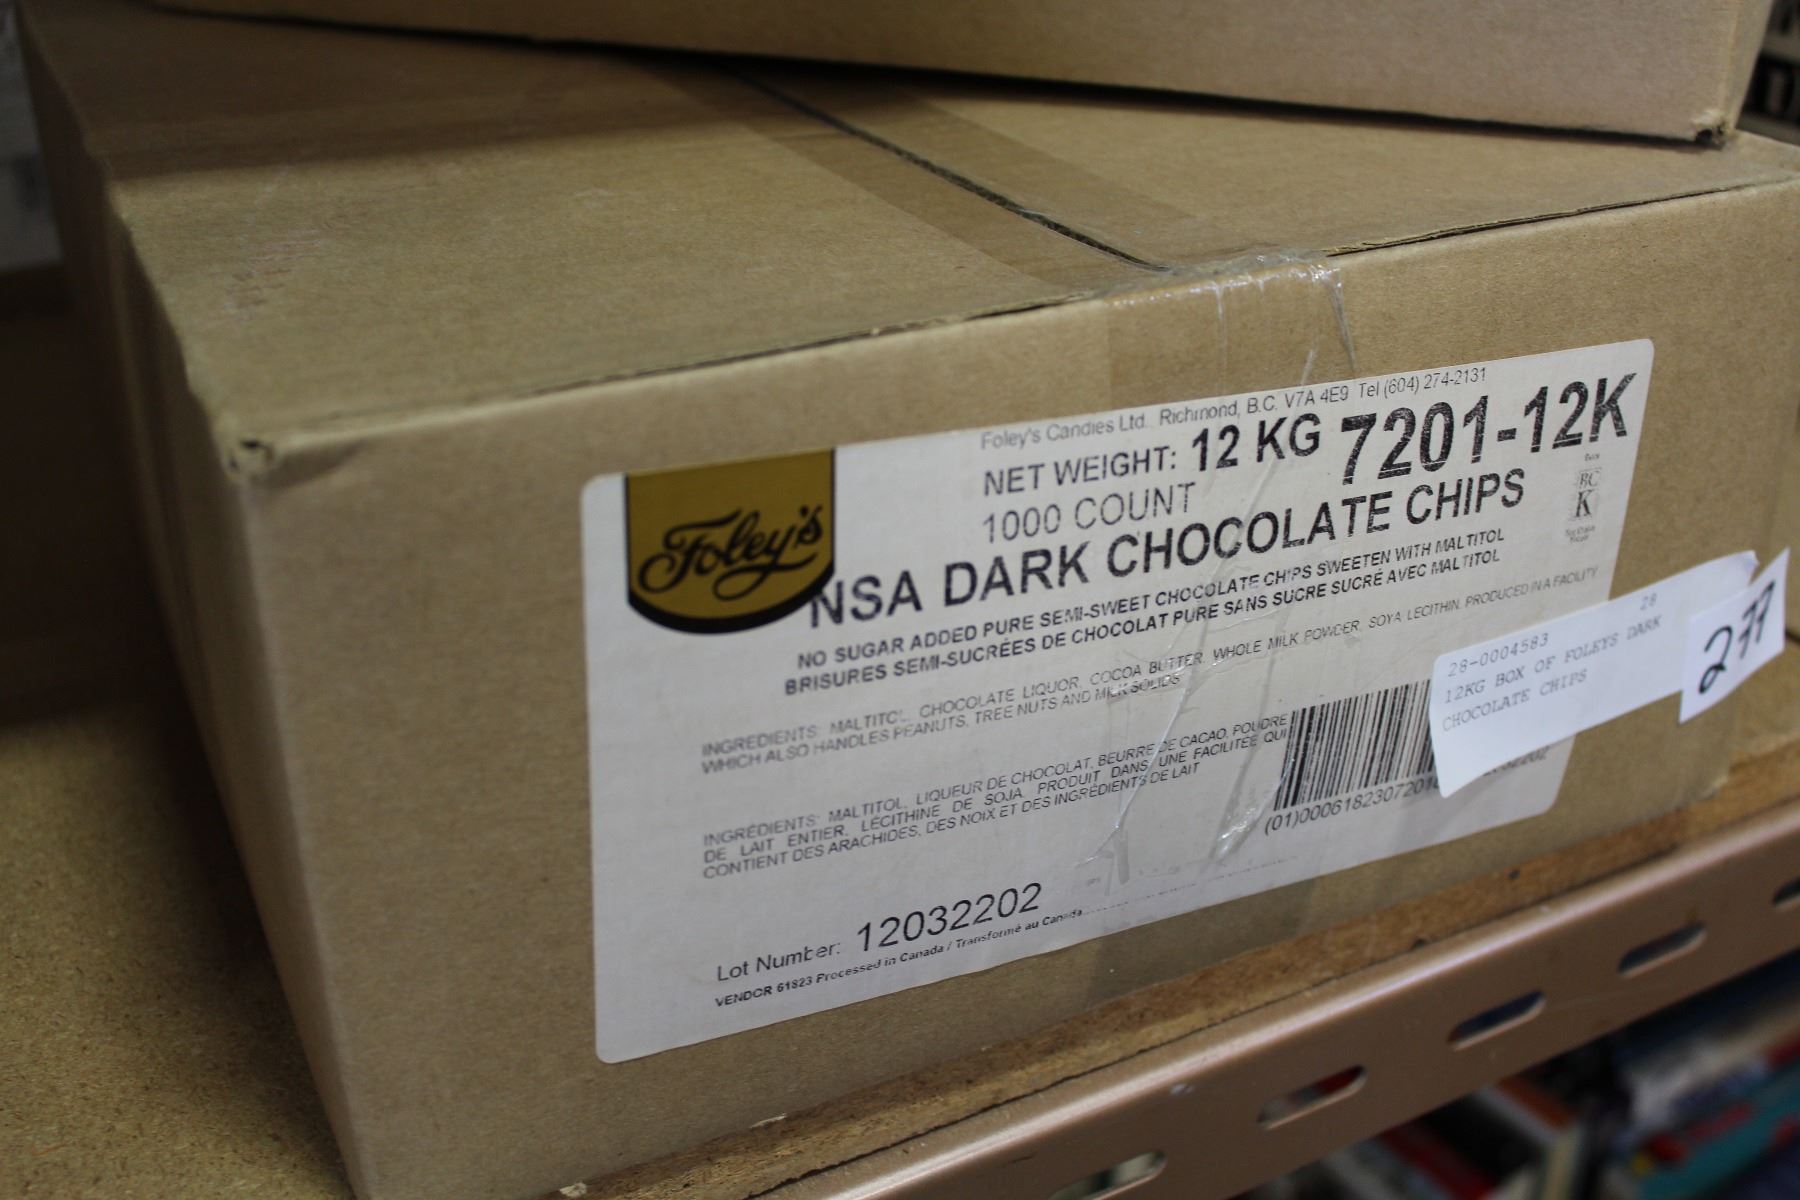 Foley's Candies Ltd. Richmond, B.C. V7A 4E9 Tel (604) 274-2131
NET WEIGHT: 12 KG 7201-12K
1000 COUNT
Foley's
NSA DARK CHOCOLATE CHIPS
BC
K
NO SUGAR ADDED PURE SEMI-SWEET CHOCOLATE CHIPS SWEETEN WITH MALTITOL
BRISURES SEMI-SUCRÉES DE CHOCOLAT PURE SANS SUCRE SUCRÉ AVEC MALTITOL
INGREDIENTS: MALTITOL, CHOCOLATE LIQUOR, COCOA BUTTER, WHOLE MILK POWDER, SOYA LECITHIN. PRODUCED IN A FACILITY
WHICH ALSO HANDLES PEANUTS, TREE NUTS AND MILK SOLIDS
INGRÉDIENTS: MALTITOL, LIQUEUR DE CHOCOLAT, BEURRE DE CACAO, POUDRE
DE LAIT ENTIER, LÉCITHINE DE SOJA. PRODUIT DANS UNE FACILITÉE QUI
CONTIENT DES ARACHIDES, DES NOIX ET DES INGRÉDIENTS DE LAIT
(01)0006182307201
Lot Number: 12032202
VENDOR 61823 Processed in Canada / Transformé au Canada
28
28-0004583
12KG BOX OF FOLEYS DARK
CHOCOLATE CHIPS
277